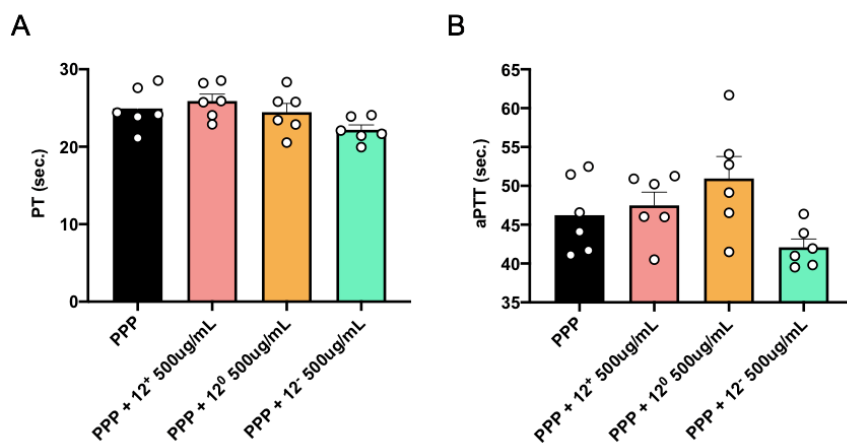 A
PT (sec.)
30
20
10
0
PPP
PPP + 12⁺ 500ug/mL
PPP + 12⁰ 500ug/mL
PPP + 12⁻ 500ug/mL
B
aPTT (sec.)
65
60
55
50
45
40
35
PPP
PPP + 12⁺ 500ug/mL
PPP + 12⁰ 500ug/mL
PPP + 12⁻ 500ug/mL